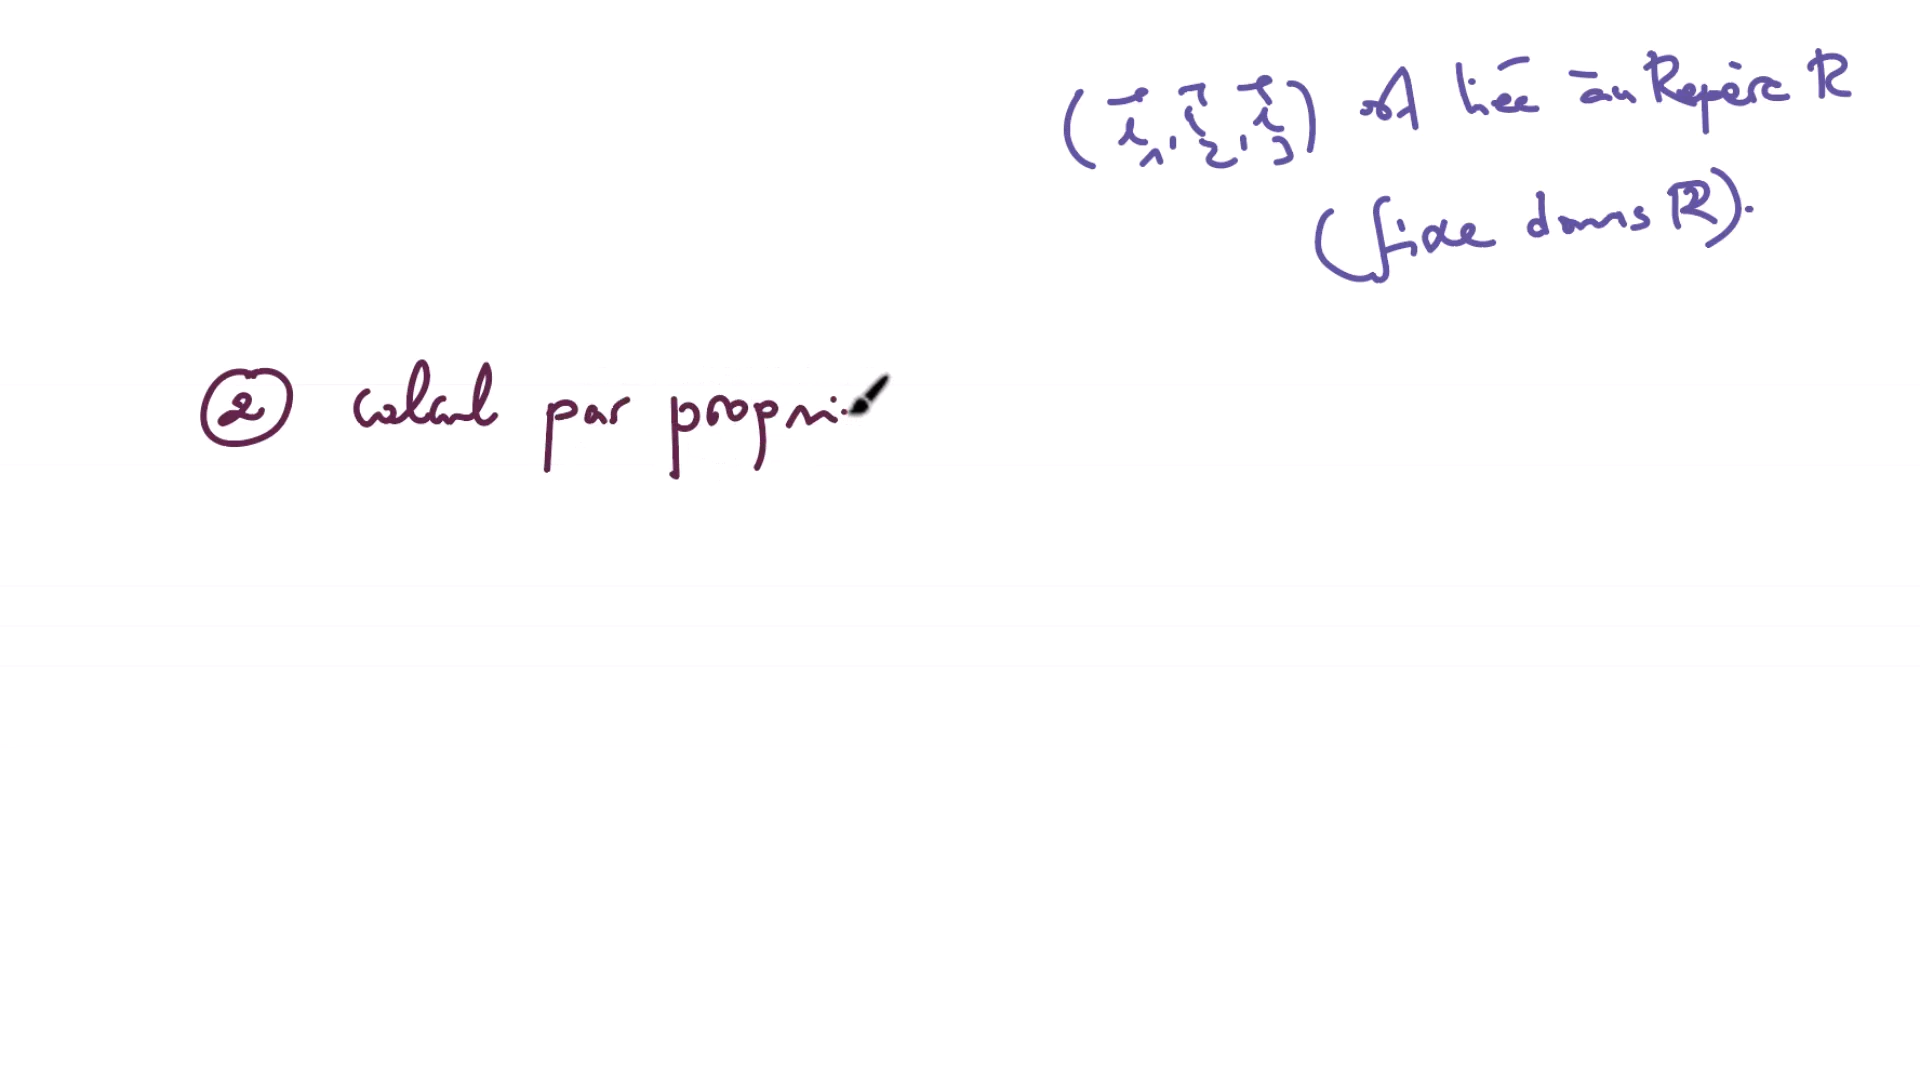 (i⃗₁, i⃗₂, i⃗₃) est liée au Repère R
(fixe dans R).
② calcul par propri